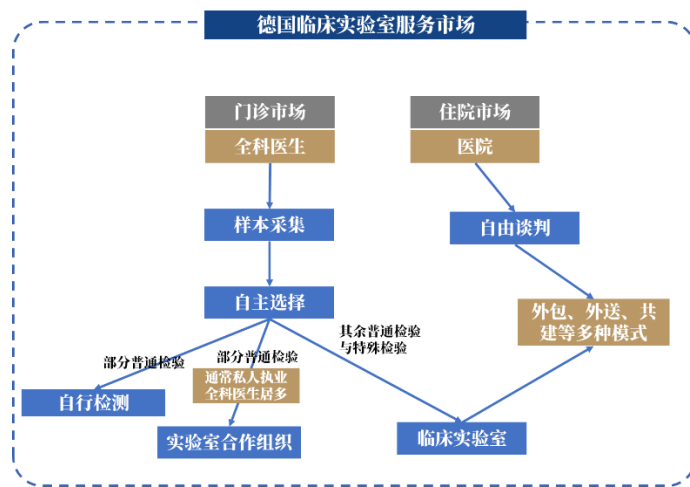 德国临床实验室服务市场
门诊市场
全科医生
住院市场
医院
样本采集
自由谈判
自主选择
外包、外送、共
建等多种模式
其余普通检验
与特殊检验
部分普通检验
部分普通检验
通常私人执业
全科医生居多
自行检测
实验室合作组织
临床实验室